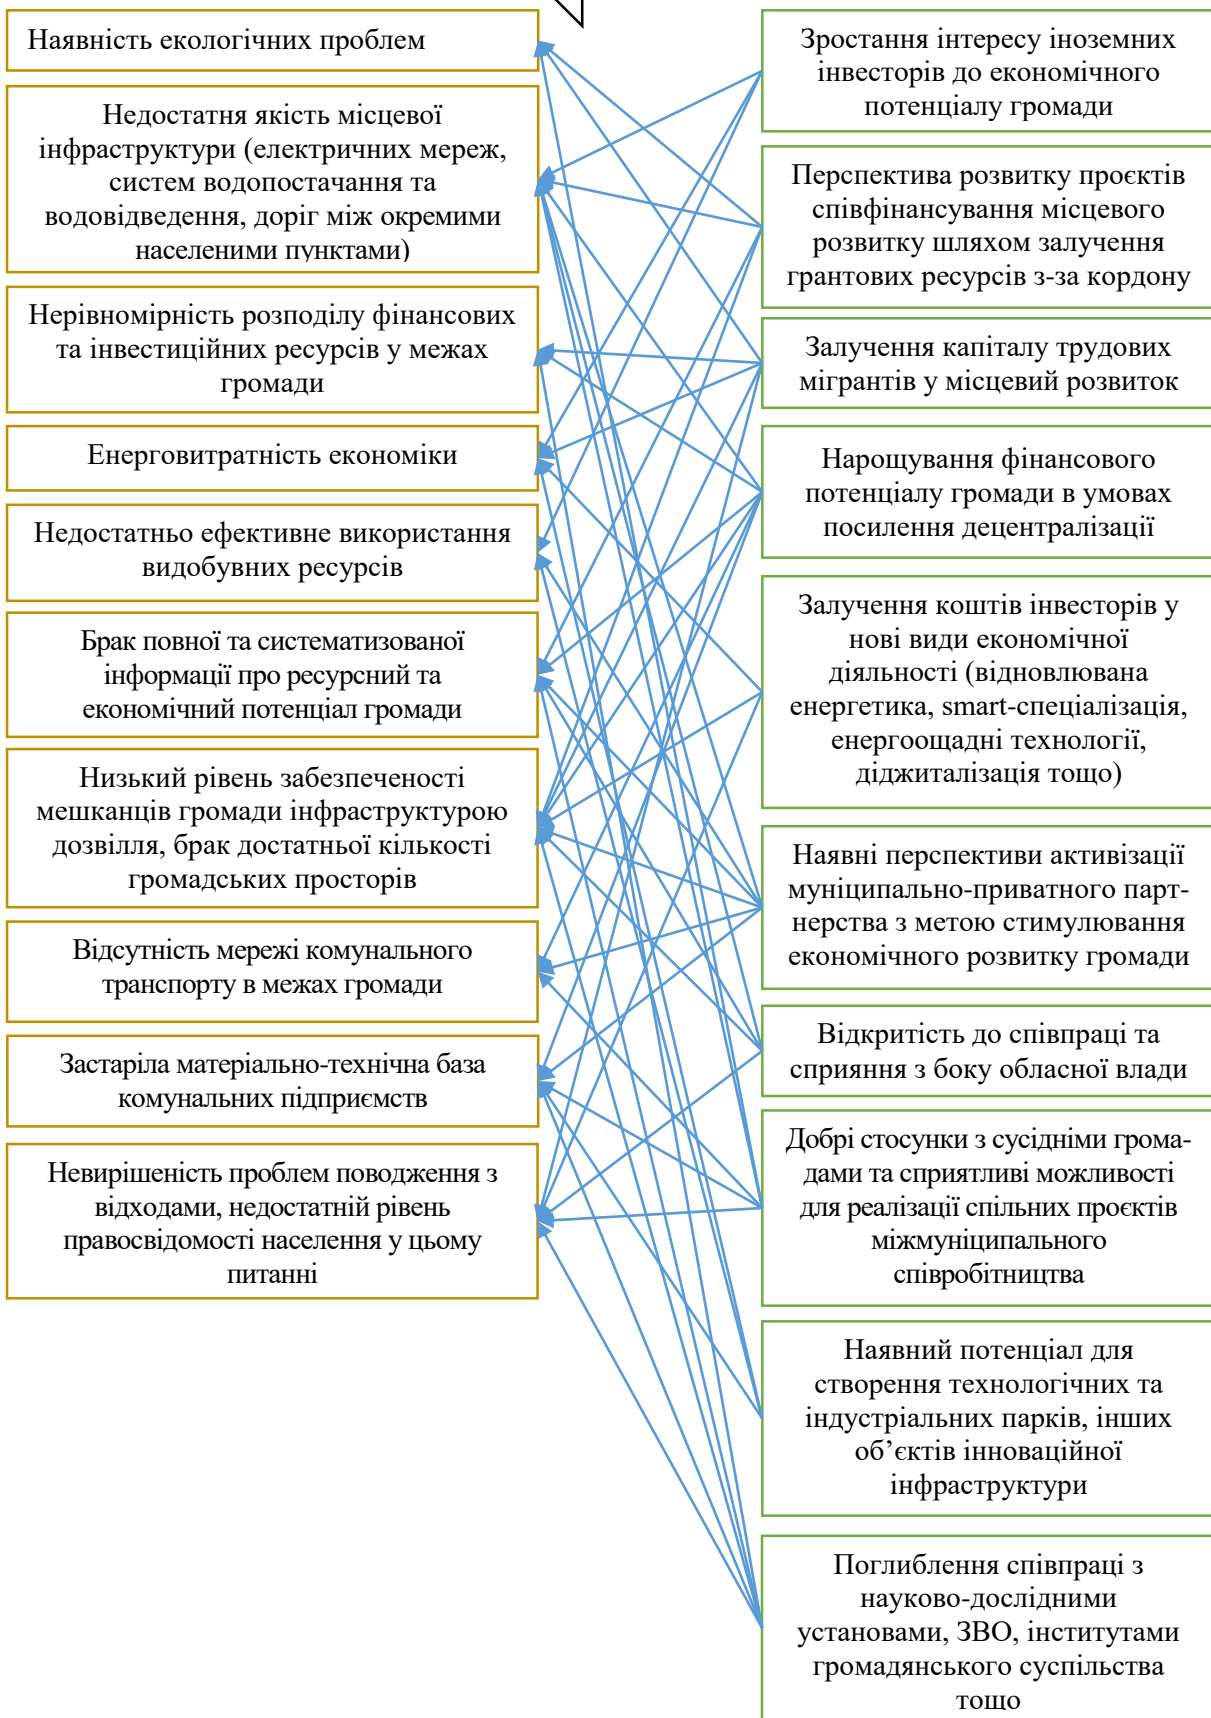 Наявність екологічних проблем
Недостатня якість місцевої
інфраструктури (електричних мереж,
систем водопостачання та
водовідведення, доріг між окремими
населеними пунктами)
Нерівномірність розподілу фінансових
та інвестиційних ресурсів у межах
громади
Енерговитратність економіки
Недостатньо ефективне використання
видобувних ресурсів
Брак повної та систематизованої
інформації про ресурсний та
економічний потенціал громади
Низький рівень забезпеченості
мешканців громади інфраструктурою
дозвілля, брак достатньої кількості
громадських просторів
Відсутність мережі комунального
транспорту в межах громади
Застаріла матеріально-технічна база
комунальних підприємств
Невирішеність проблем поводження з
відходами, недостатній рівень
правосвідомості населення у цьому
питанні
Зростання інтересу іноземних
інвесторів до економічного
потенціалу громади
Перспектива розвитку проєктів
співфінансування місцевого
розвитку шляхом залучення
грантових ресурсів з-за кордону
Залучення капіталу трудових
мігрантів у місцевий розвиток
Нарощування фінансового
потенціалу громади в умовах
посилення децентралізації
Залучення коштів інвесторів у
нові види економічної
діяльності (відновлювана
енергетика, smart-спеціалізація,
енергоощадні технології,
діджиталізація тощо)
Наявні перспективи активізації
муніципально-приватного парт-
нерства з метою стимулювання
економічного розвитку громади
Відкритість до співпраці та
сприяння з боку обласної влади
Добрі стосунки з сусідніми грома-
дами та сприятливі можливості
для реалізації спільних проєктів
міжмуніципального
співробітництва
Наявний потенціал для
створення технологічних та
індустріальних парків, інших
об’єктів інноваційної
інфраструктури
Поглиблення співпраці з
науково-дослідними
установами, ЗВО, інститутами
громадянського суспільства
тощо